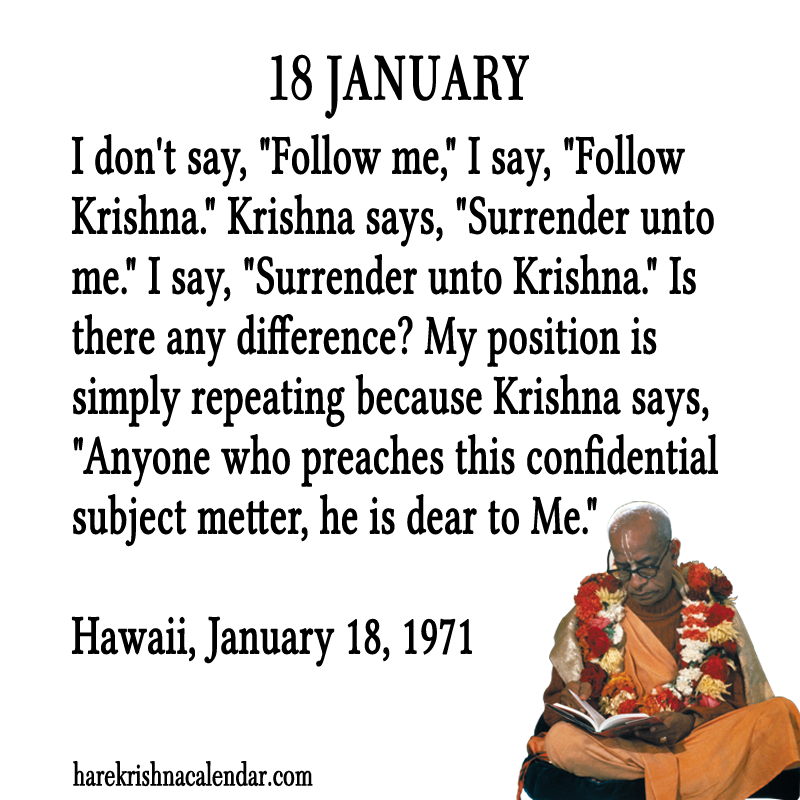 18 JANUARY
I don't say, "Follow me," I say, "Follow
Krishna." Krishna says, "Surrender unto
me." I say, "Surrender unto Krishna." Is
there any difference? My position is
simply repeating because Krishna says,
"Anyone who preaches this confidential
subject metter, he is dear to Me."
Hawaii, January 18, 1971
harekrishnacalendar.com